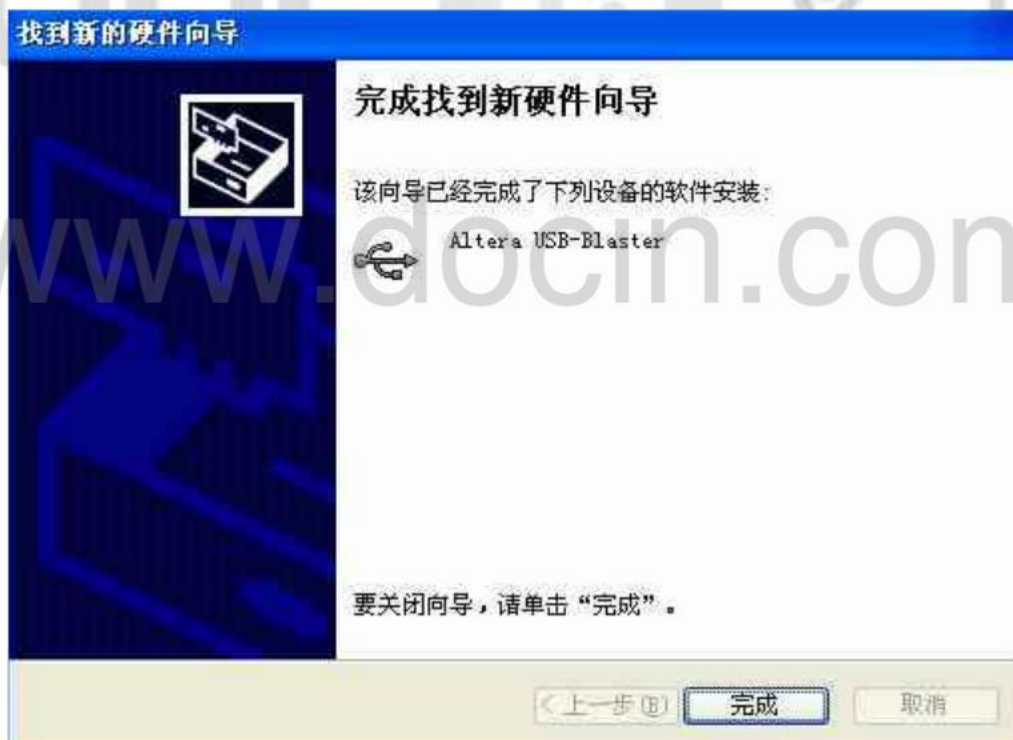 找到新的硬件向导
完成找到新硬件向导
该向导已经完成了下列设备的软件安装:
Altera USB-Blaster
www.docin.com
要关闭向导,请单击“完成”。
<上一步(B) 完成 取消